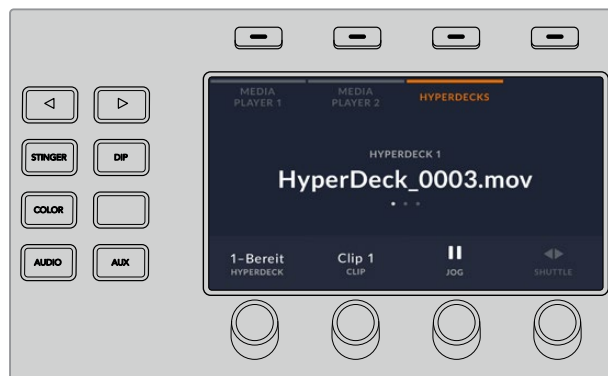 MEDIA PLAYER 1
MEDIA PLAYER 2
HYPERDECKS
STINGER
DIP
HYPERDECK 1
HyperDeck_0003.mov
COLOR
AUDIO
AUX
1-Bereit
HYPERDECK
Clip 1
CLIP
JOG
SHUTTLE